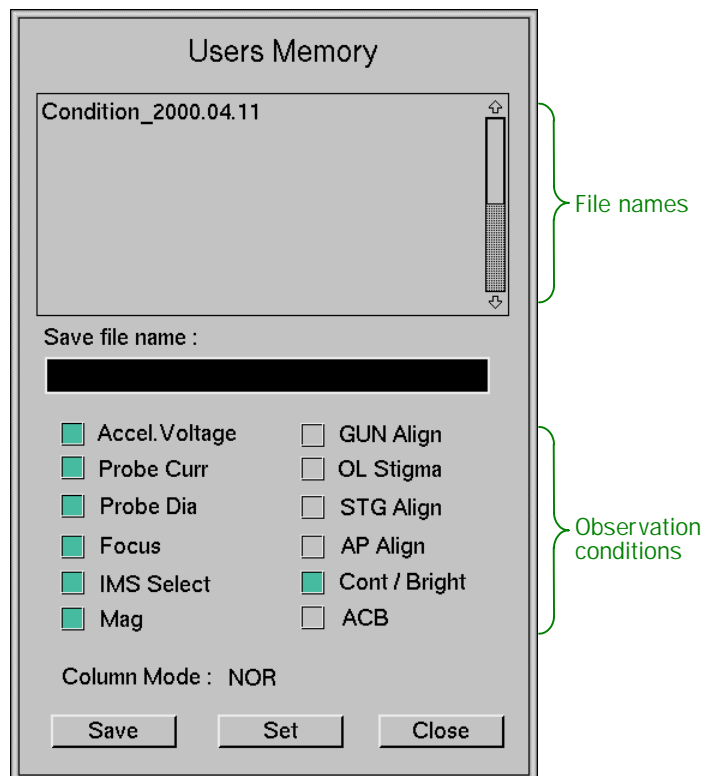 Users Memory
Condition_2000.04.11
File names
Save file name :
Accel.Voltage
GUN Align
Probe Curr
OL Stigma
Probe Dia
STG Align
Focus
AP Align
IMS Select
Cont / Bright
Mag
ACB
Observation
conditions
Column Mode : NOR
Save
Set
Close